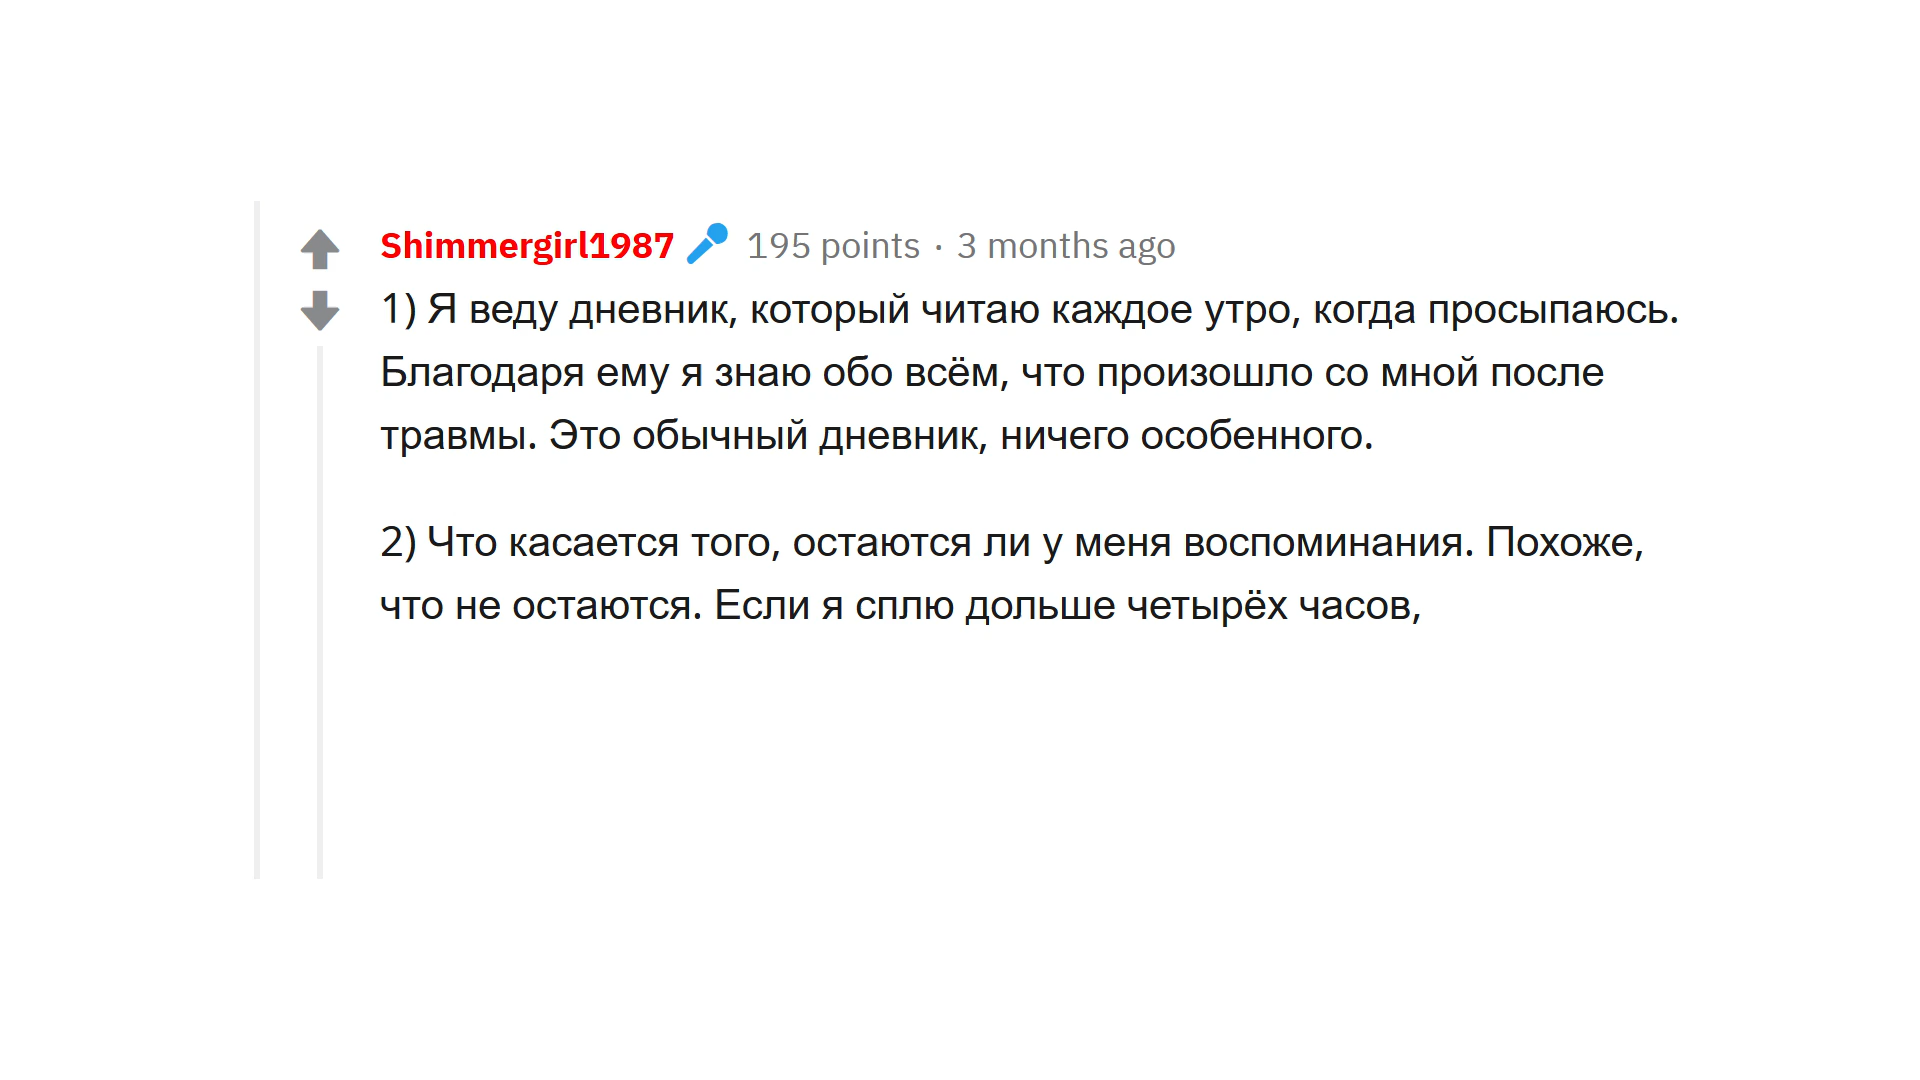 Shimmergirl1987 195 points · 3 months ago
1) Я веду дневник, который читаю каждое утро, когда просыпаюсь.
Благодаря ему я знаю обо всём, что произошло со мной после
травмы. Это обычный дневник, ничего особенного.
2) Что касается того, остаются ли у меня воспоминания. Похоже,
что не остаются. Если я сплю дольше четырёх часов,